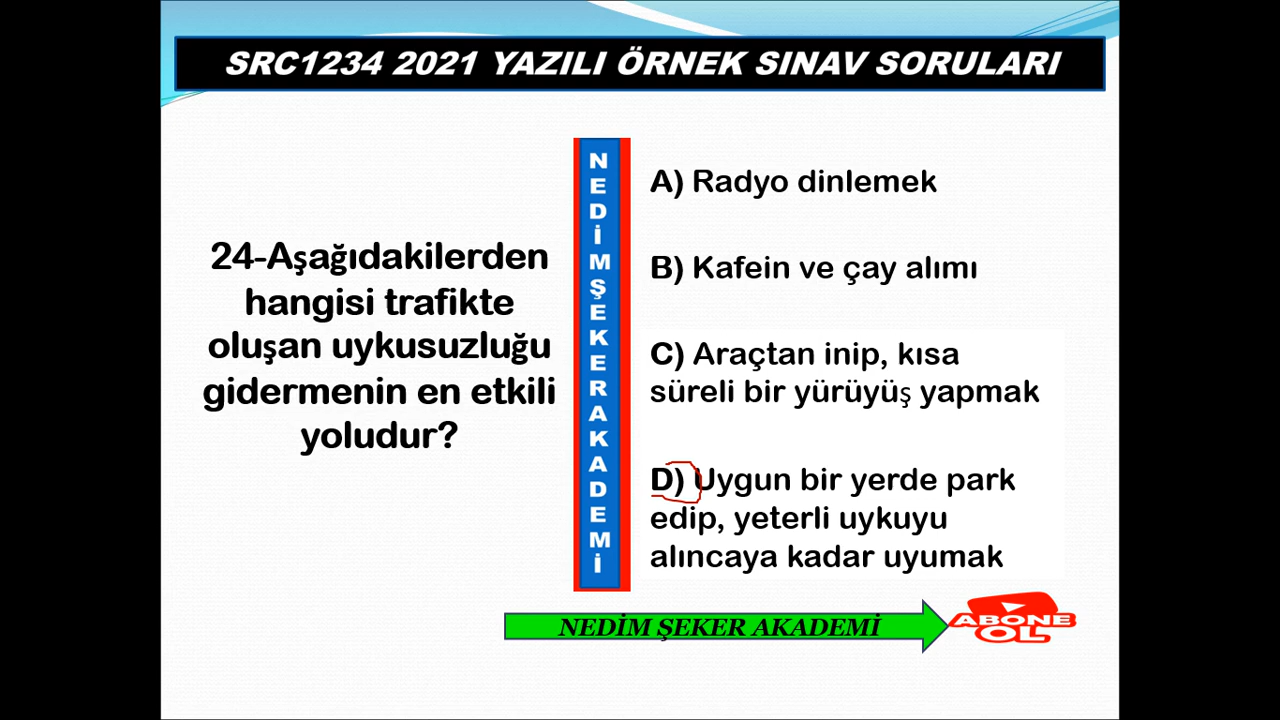 SRC1234 2021 YAZILI ÖRNEK SINAV SORULARI
24-Aşağıdakilerden
hangisi trafikte
oluşan uykusuzluğu
gidermenin en etkili
yoludur?
NEDİMŞEKERAKADEMİ
A) Radyo dinlemek
B) Kafein ve çay alımı
C) Araçtan inip, kısa
süreli bir yürüyüş yapmak
D) Uygun bir yerde park
edip, yeterli uykuyu
alıncaya kadar uyumak
NEDİM ŞEKER AKADEMİ
ABONE
OL